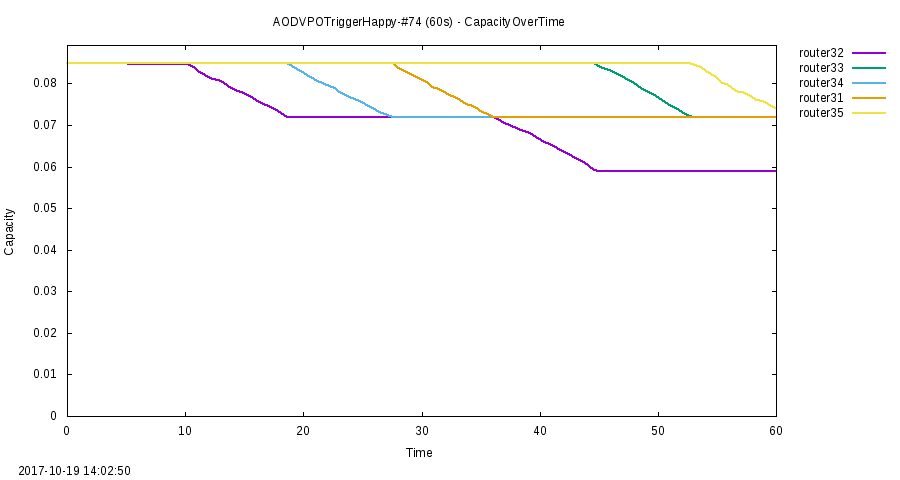 AODVPOTriggerHappy-#74 (60s) - CapacityOverTime
router32
router33
router34
router31
router35
0.08
0.07
0.06
0.05
0.04
0.03
0.02
0.01
0
Capacity
0 10 20 30 40 50 60
Time
2017-10-19 14:02:50